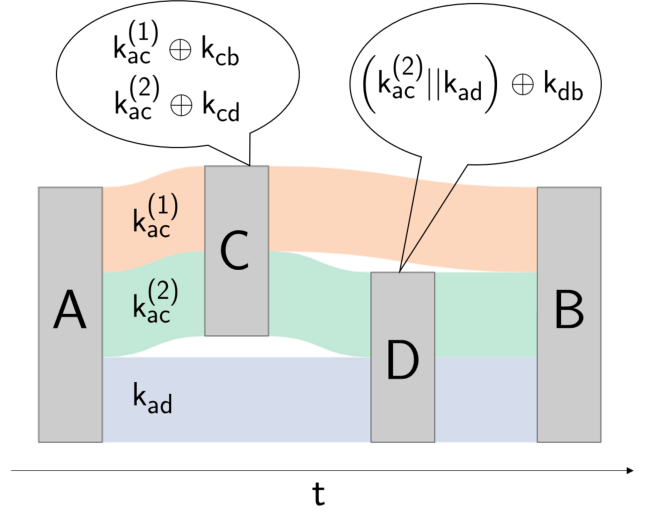 k_ac^(1) ⊕ k_cb
k_ac^(2) ⊕ k_cd
(k_ac^(2)||k_ad) ⊕ k_db
k_ac^(1)
C
A
k_ac^(2)
B
D
k_ad
t